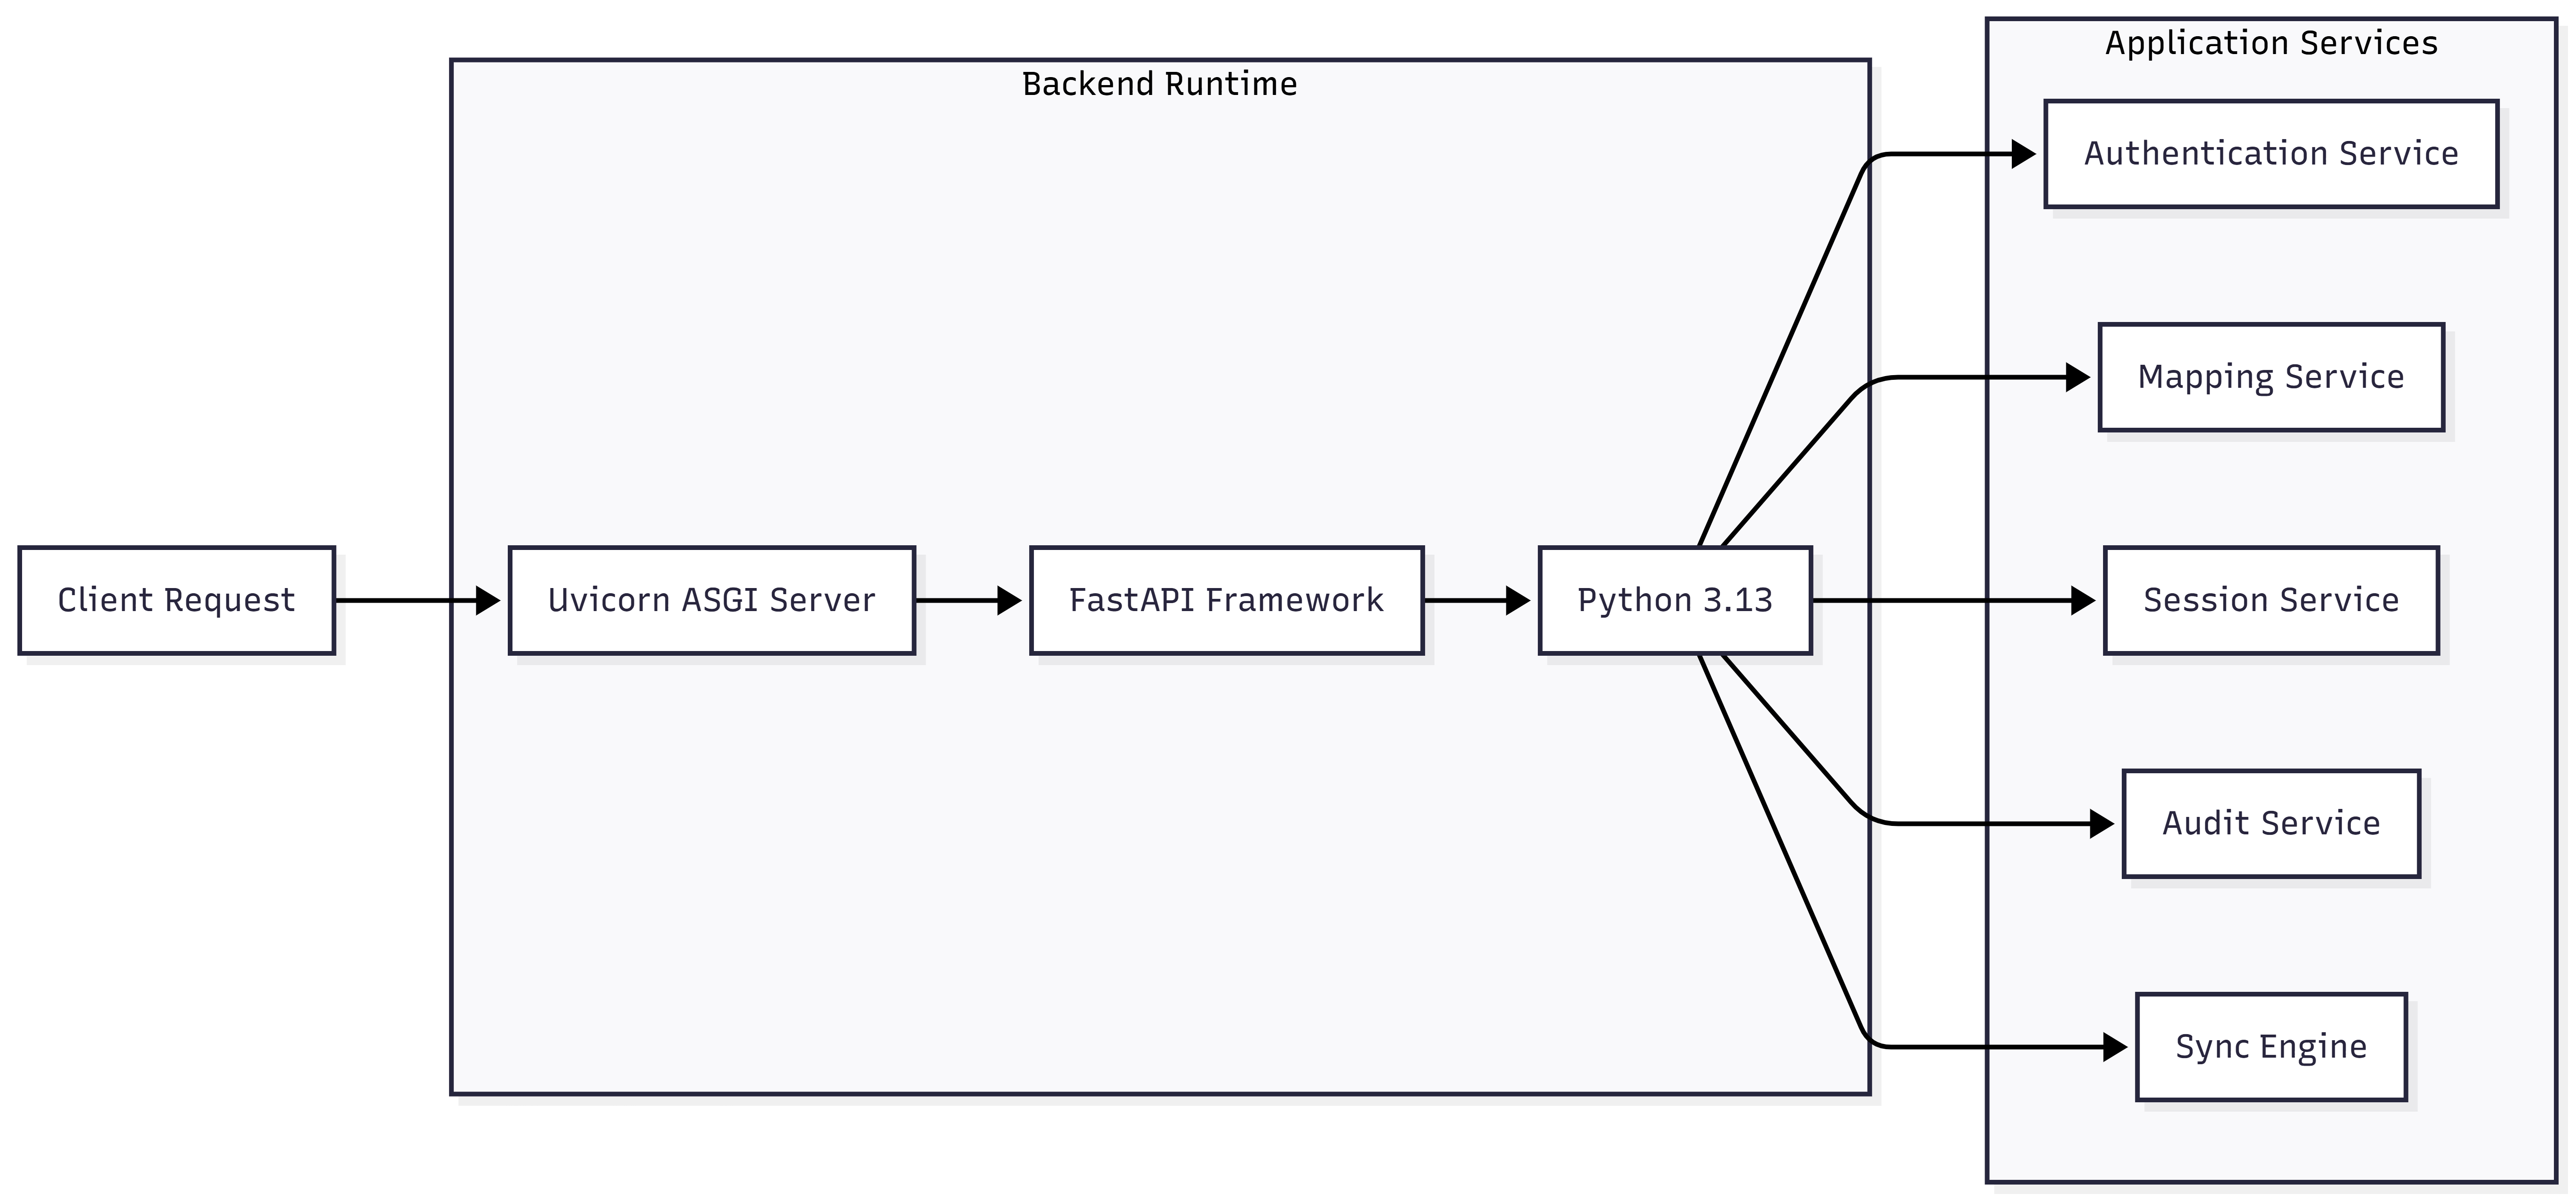 Application Services
Backend Runtime
Authentication Service
Mapping Service
Client Request
Uvicorn ASGI Server
FastAPI Framework
Python 3.13
Session Service
Audit Service
Sync Engine